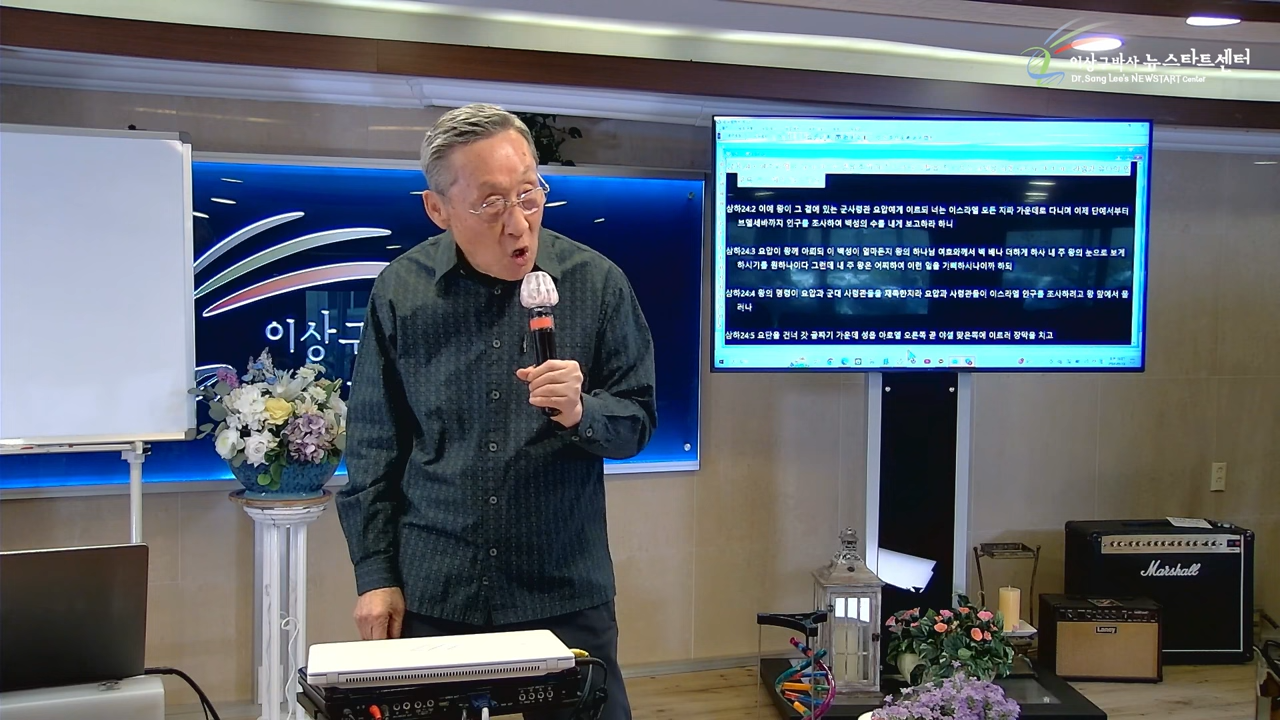 이상구박사 뉴스타트센터
Dr. Sang Lee's NEWSTART Center
삼하24:2 이에 왕이 그 곁에 있는 군사령관 요압에게 이르되 너는 이스라엘 모든 지파 가운데로 다니며 이제 단에서부터
브엘세바까지 인구를 조사하여 백성의 수를 내게 보고하라 하니
삼하24:3 요압이 왕께 아뢰되 이 백성이 얼마든지 왕의 하나님 여호와께서 백 배나 더하게 하사 내 주 왕의 눈으로 보게
하시기를 원하나이다 그런데 내 주 왕은 어찌하여 이런 일을 기뻐하시나이까 하되
삼하24:4 왕의 명령이 요압과 군대 사령관들을 재촉한지라 요압과 사령관들이 이스라엘 인구를 조사하려고 왕 앞에서 물
러나
삼하24:5 요단을 건너 갓 골짜기 가운데 성읍 아로엘 오른쪽 곧 야셀 맞은쪽에 이르러 장막을 치고
이상구
Marshall
Laney